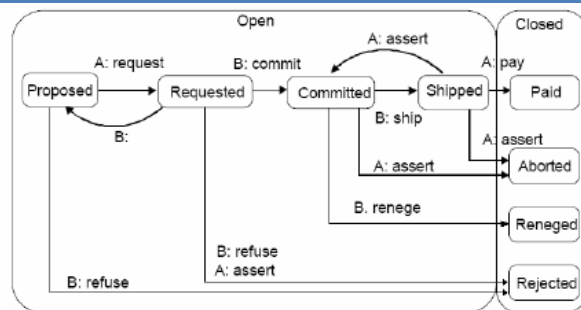 Open
Closed
A: assert
A: request
B: commit
A: pay
Proposed
Requested
Committed
Shipped
Paid
B:
B: ship
A: assert
A: assert
Aborted
B. renege
Reneged
B: refuse
A: assert
B: refuse
Rejected